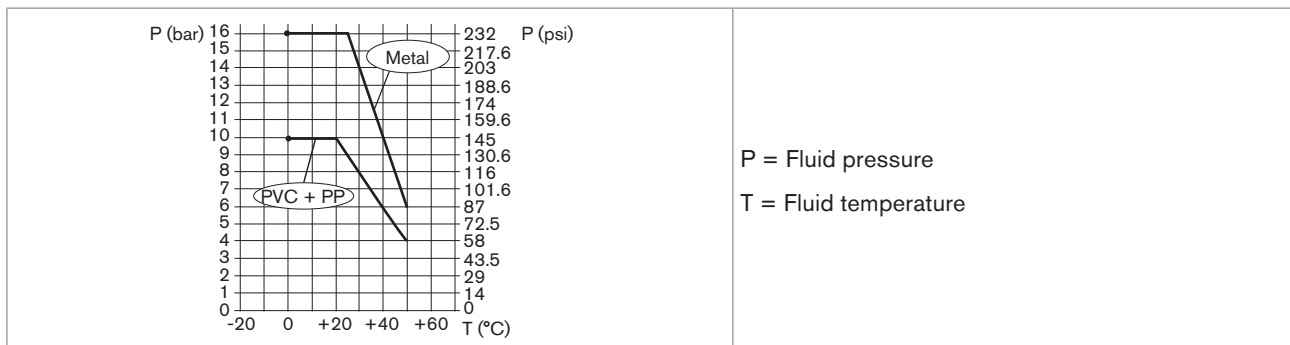 P (bar) 16 232 P (psi)
15 217.6
Metal
14 203
13 188.6
12 174
11 159.6
10 145
9 130.6
8 116
7 101.6
PVC + PP
6 87
5 72.5
4 58
3 43.5
2 29
1 14
0 0
-20 0 +20 +40 +60 T (°C)
P = Fluid pressure
T = Fluid temperature